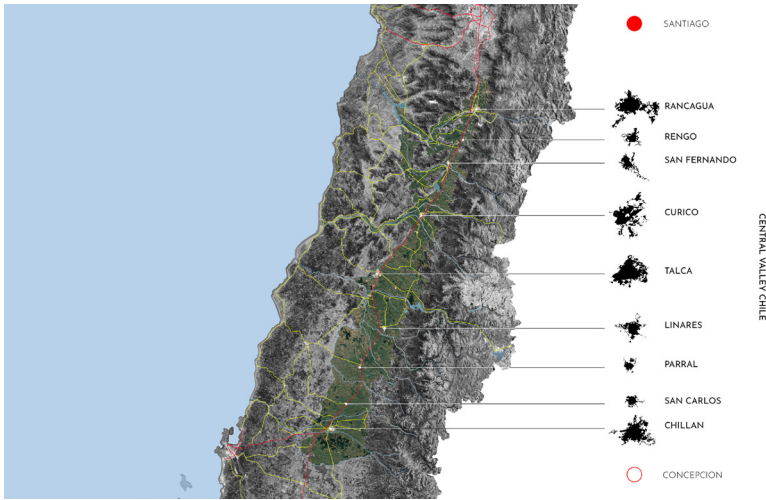 SANTIAGO
RANCAGUA
RENGO
SAN FERNANDO
CURICO
TALCA
LINARES
PARRAL
SAN CARLOS
CHILLAN
CONCEPCION
CENTRAL VALLEY CHILE